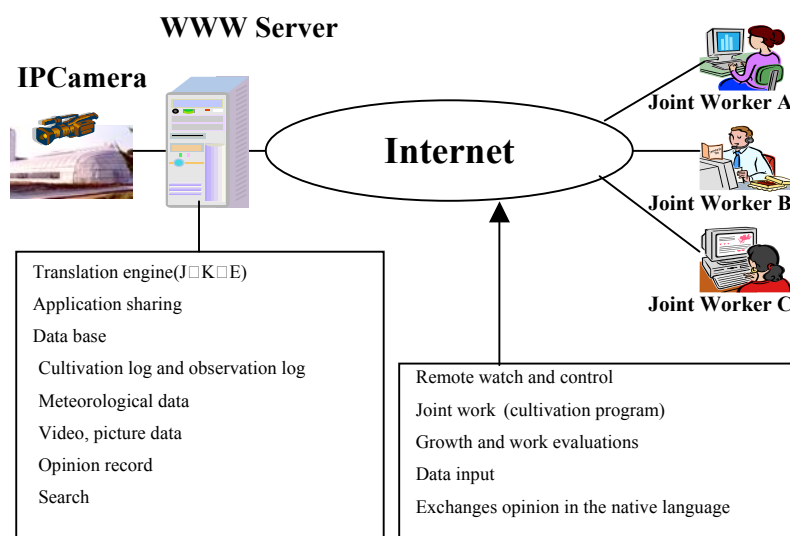 WWW Server
IPCamera
Joint Worker A
Internet
Joint Worker B
Joint Worker C
Translation engine(J□K□E)
Application sharing
Data base
Cultivation log and observation log
Meteorological data
Video, picture data
Opinion record
Search
Remote watch and control
Joint work (cultivation program)
Growth and work evaluations
Data input
Exchanges opinion in the native language